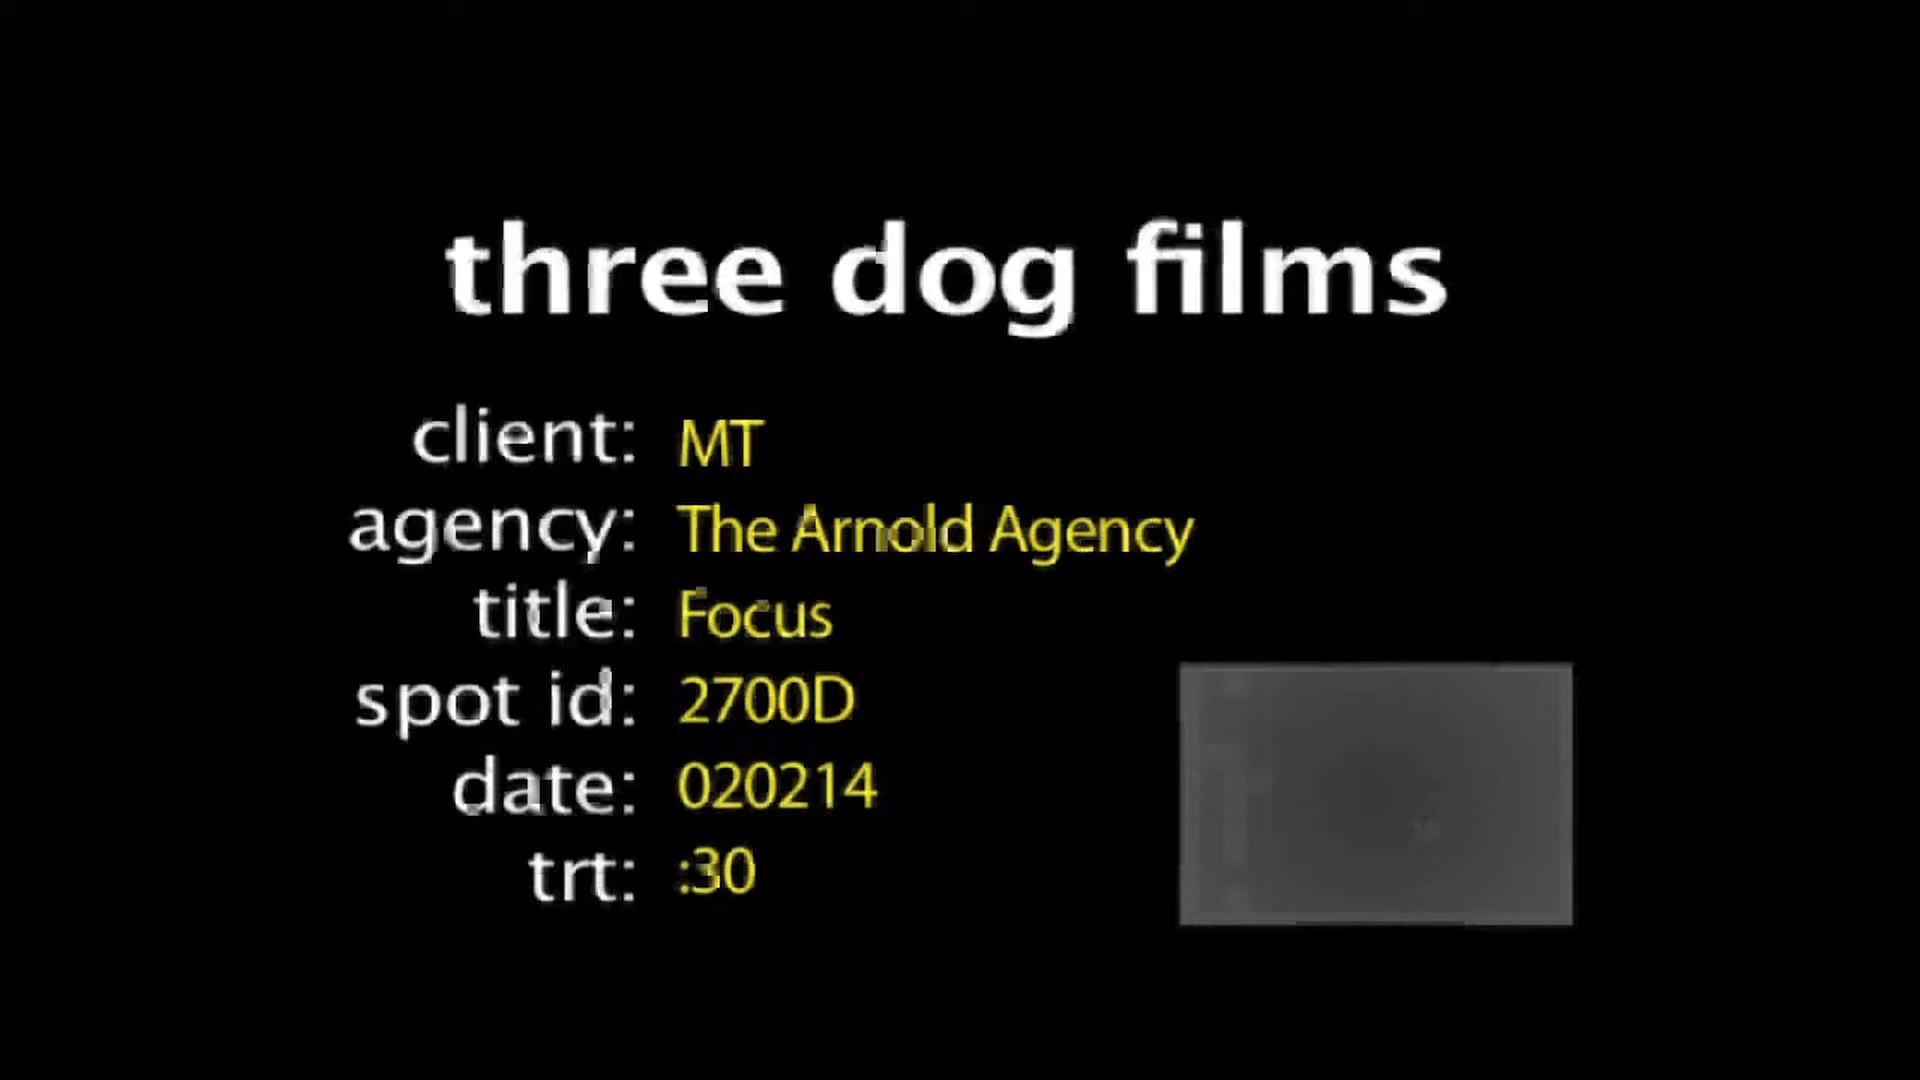 three dog films
client: MT
agency: The Arnold Agency
title: Focus
spot id: 2700D
date: 020214
trt: :30